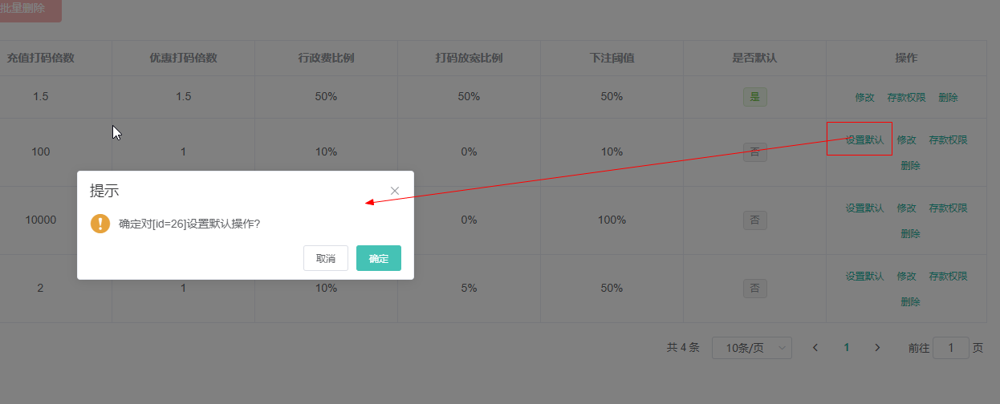 批量删除
充值打码倍数 优惠打码倍数 行政费比例 打码放宽比例 下注阈值 是否默认 操作
1.5 1.5 50% 50% 50% 是 修改 存款权限 删除
100 1 10% 0% 10% 否 设置默认 修改 存款权限
删除
提示
确定对[id=26]设置默认操作?
取消 确定
10000 0% 100% 否 设置默认 修改 存款权限
删除
2 1 10% 5% 50% 否 设置默认 修改 存款权限
删除
共 4 条 10条/页 1 前往 1 页